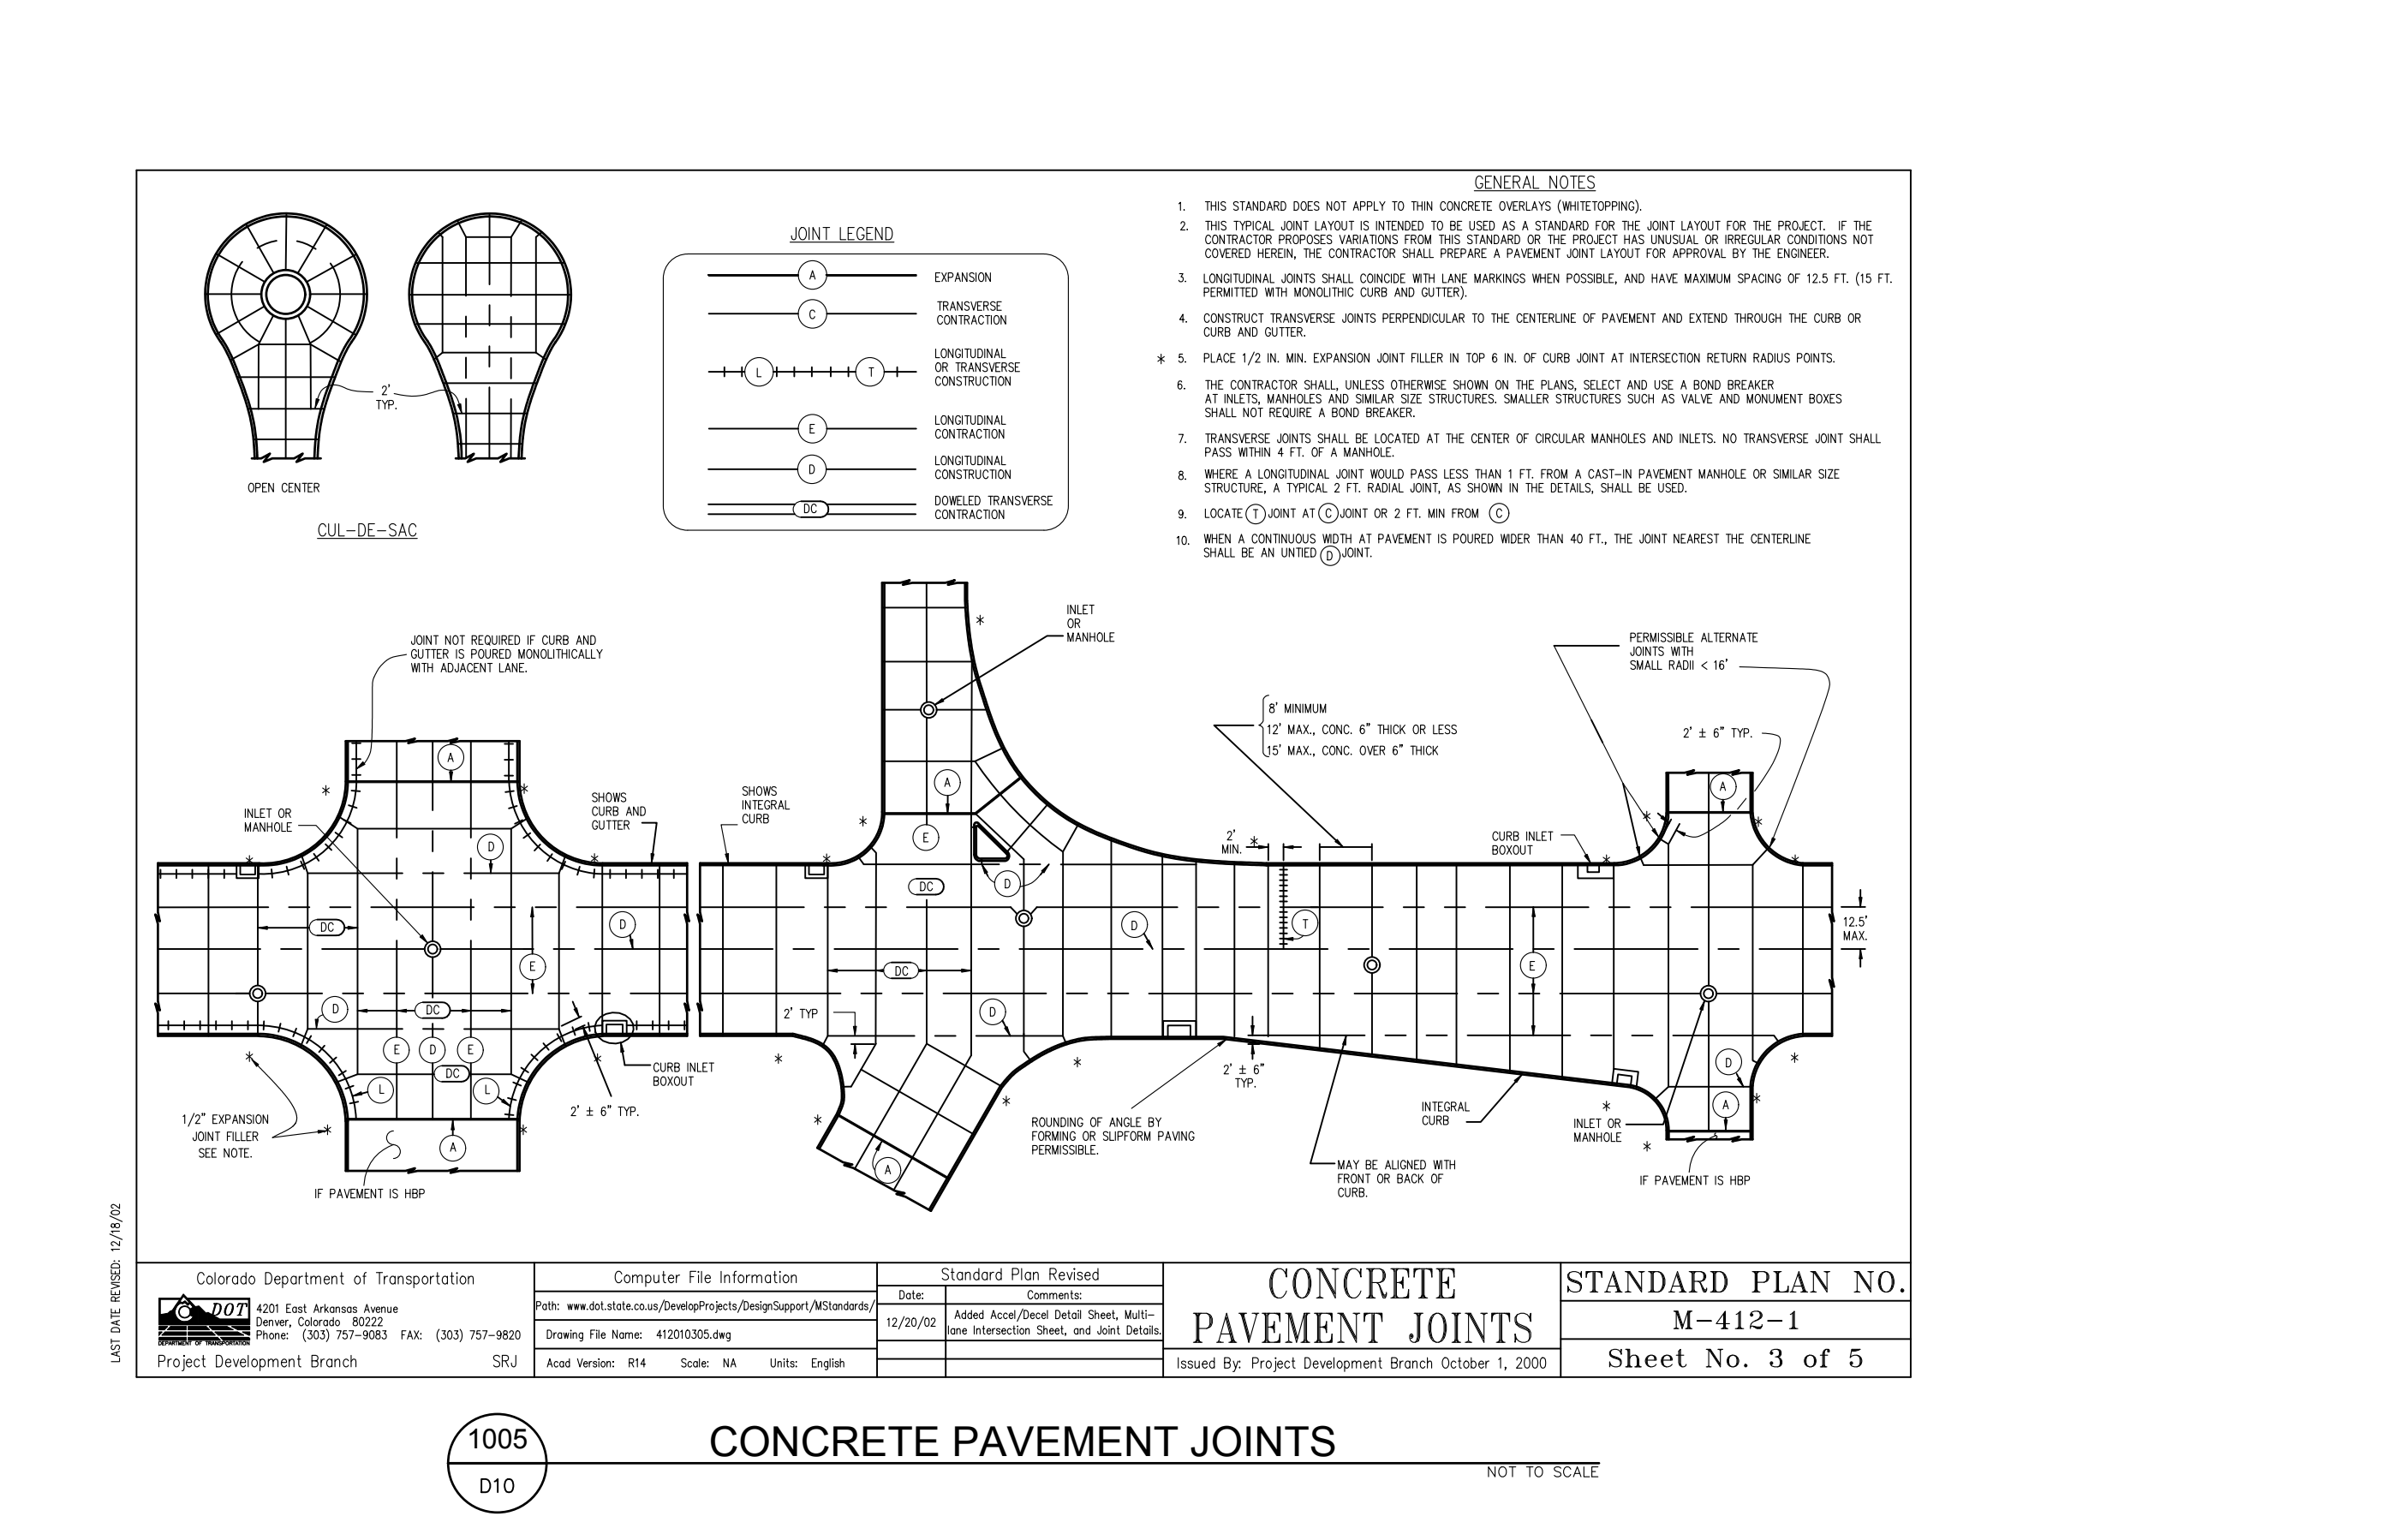 GENERAL NOTES
1. THIS STANDARD DOES NOT APPLY TO THIN CONCRETE OVERLAYS (WHITETOPPING).
2. THIS TYPICAL JOINT LAYOUT IS INTENDED TO BE USED AS A STANDARD FOR THE JOINT LAYOUT FOR THE PROJECT. IF THE
CONTRACTOR PROPOSES VARIATIONS FROM THIS STANDARD OR THE PROJECT HAS UNUSUAL OR IRREGULAR CONDITIONS NOT
COVERED HEREIN, THE CONTRACTOR SHALL PREPARE A PAVEMENT JOINT LAYOUT FOR APPROVAL BY THE ENGINEER.
3. LONGITUDINAL JOINTS SHALL COINCIDE WITH LANE MARKINGS WHEN POSSIBLE, AND HAVE MAXIMUM SPACING OF 12.5 FT. (15 FT.
PERMITTED WITH MONOLITHIC CURB AND GUTTER).
4. CONSTRUCT TRANSVERSE JOINTS PERPENDICULAR TO THE CENTERLINE OF PAVEMENT AND EXTEND THROUGH THE CURB OR
CURB AND GUTTER.
* 5. PLACE 1/2 IN. MIN. EXPANSION JOINT FILLER IN TOP 6 IN. OF CURB JOINT AT INTERSECTION RETURN RADIUS POINTS.
6. THE CONTRACTOR SHALL, UNLESS OTHERWISE SHOWN ON THE PLANS, SELECT AND USE A BOND BREAKER
AT INLETS, MANHOLES AND SIMILAR SIZE STRUCTURES. SMALLER STRUCTURES SUCH AS VALVE AND MONUMENT BOXES
SHALL NOT REQUIRE A BOND BREAKER.
7. TRANSVERSE JOINTS SHALL BE LOCATED AT THE CENTER OF CIRCULAR MANHOLES AND INLETS. NO TRANSVERSE JOINT SHALL
PASS WITHIN 4 FT. OF A MANHOLE.
8. WHERE A LONGITUDINAL JOINT WOULD PASS LESS THAN 1 FT. FROM A CAST-IN PAVEMENT MANHOLE OR SIMILAR SIZE
STRUCTURE, A TYPICAL 2 FT. RADIAL JOINT, AS SHOWN IN THE DETAILS, SHALL BE USED.
9. LOCATE T JOINT AT C JOINT OR 2 FT. MIN FROM C
10. WHEN A CONTINUOUS WIDTH AT PAVEMENT IS POURED WIDER THAN 40 FT., THE JOINT NEAREST THE CENTERLINE
SHALL BE AN UNTIED D JOINT.
JOINT LEGEND
A EXPANSION
C TRANSVERSE
CONTRACTION
L T LONGITUDINAL
OR TRANSVERSE
CONSTRUCTION
E LONGITUDINAL
CONTRACTION
D LONGITUDINAL
CONSTRUCTION
DC DOWELED TRANSVERSE
CONTRACTION
2'
TYP.
OPEN CENTER
CUL-DE-SAC
JOINT NOT REQUIRED IF CURB AND
GUTTER IS POURED MONOLITHICALLY
WITH ADJACENT LANE.
A
INLET OR
MANHOLE
SHOWS
CURB AND
GUTTER
D
DC
D
E
D
DC
E D E
DC
L L
CURB INLET
BOXOUT
2' ± 6" TYP.
1/2" EXPANSION
JOINT FILLER
SEE NOTE.
A
IF PAVEMENT IS HBP
INLET
OR
MANHOLE
SHOWS
INTEGRAL
CURB
A
E
DC
D
D
DC
2' TYP
D
A
8' MINIMUM
12' MAX., CONC. 6" THICK OR LESS
15' MAX., CONC. OVER 6" THICK
2'
MIN.
T
CURB INLET
BOXOUT
PERMISSIBLE ALTERNATE
JOINTS WITH
SMALL RADII < 16'
2' ± 6" TYP.
A
12.5'
MAX.
E
2' ± 6"
TYP.
ROUNDING OF ANGLE BY
FORMING OR SLIPFORM PAVING
PERMISSIBLE.
INTEGRAL
CURB
MAY BE ALIGNED WITH
FRONT OR BACK OF
CURB.
INLET OR
MANHOLE
D
A
IF PAVEMENT IS HBP
LAST DATE REVISED: 12/18/02
Colorado Department of Transportation
DOT
DEPARTMENT OF TRANSPORTATION
4201 East Arkansas Avenue
Denver, Colorado 80222
Phone: (303) 757-9083 FAX: (303) 757-9820
Project Development Branch SRJ
Computer File Information
Path: www.dot.state.co.us/DevelopProjects/DesignSupport/MStandards/
Drawing File Name: 412010305.dwg
Acad Version: R14 Scale: NA Units: English
Standard Plan Revised
Date: Comments:
12/20/02 Added Accel/Decel Detail Sheet, Multi-
lane Intersection Sheet, and Joint Details.
CONCRETE
PAVEMENT JOINTS
Issued By: Project Development Branch October 1, 2000
STANDARD PLAN NO.
M-412-1
Sheet No. 3 of 5
1005
D10
CONCRETE PAVEMENT JOINTS
NOT TO SCALE